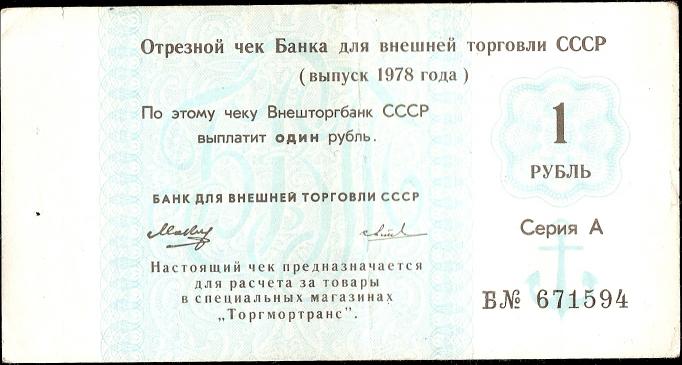 Отрезной чек Банка для внешней торговли СССР
(выпуск 1978 года)
По этому чеку Внешторгбанк СССР
выплатит один рубль.
1
РУБЛЬ
БАНК ДЛЯ ВНЕШНЕЙ ТОРГОВЛИ СССР
Серия А
Настоящий чек предназначается
для расчета за товары
в специальных магазинах
„Торгмортранс".
Б№ 671594